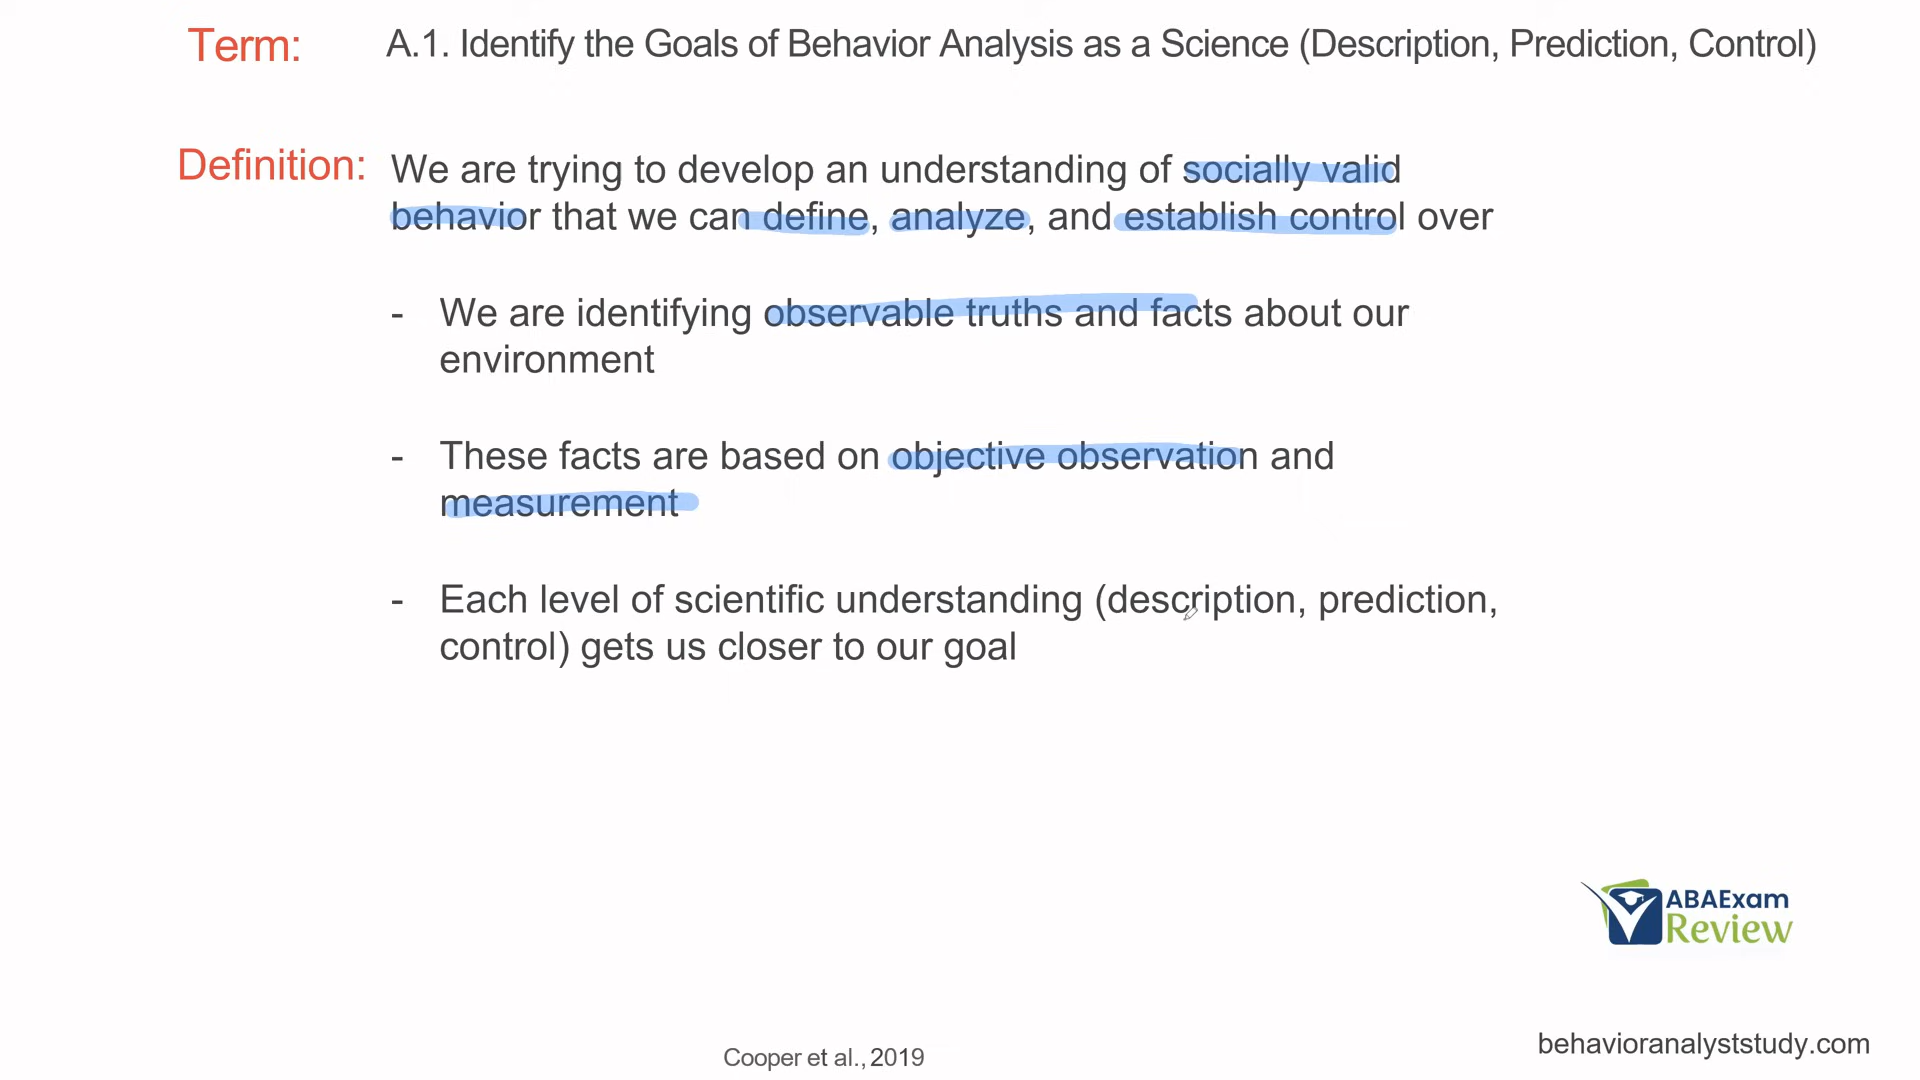 Term: A.1. Identify the Goals of Behavior Analysis as a Science (Description, Prediction, Control)
Definition: We are trying to develop an understanding of socially valid
behavior that we can define, analyze, and establish control over
- We are identifying observable truths and facts about our
environment
- These facts are based on objective observation and
measurement
- Each level of scientific understanding (description, prediction,
control) gets us closer to our goal
ABAExam
Review
Cooper et al., 2019
behavioranalyststudy.com